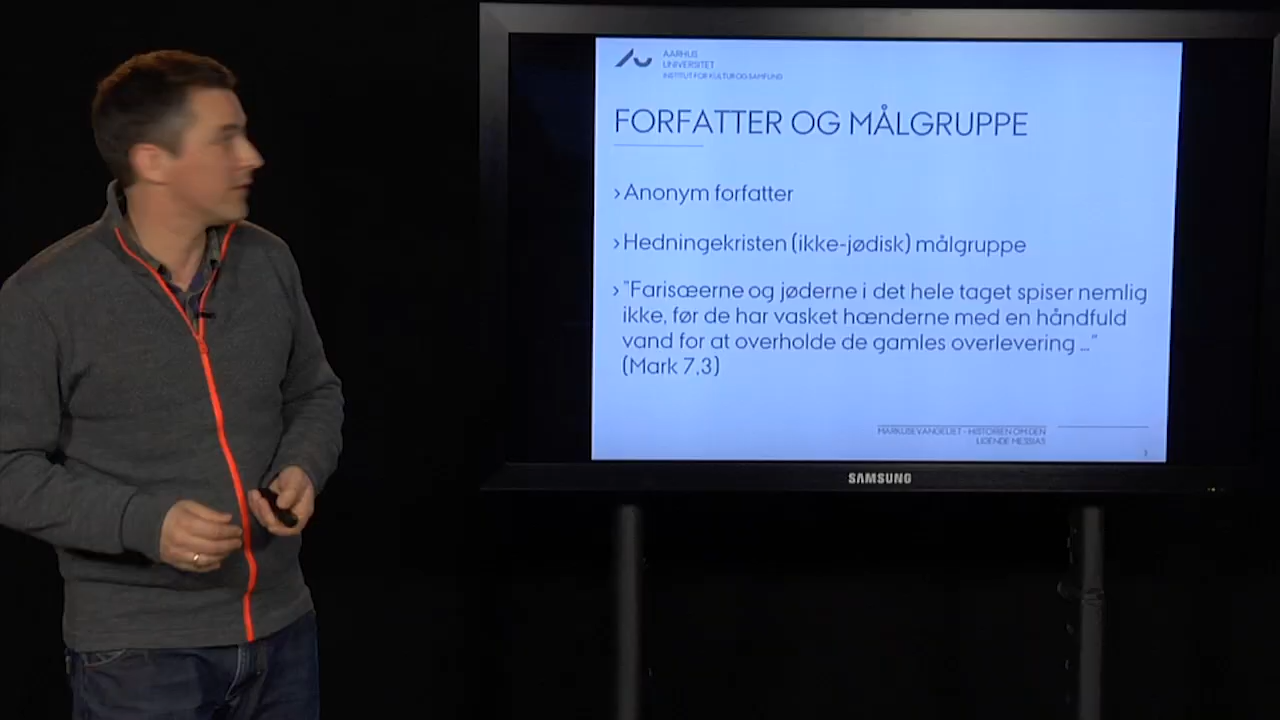 AARHUS
UNIVERSITET
INSTITUT FOR KULTUR OG SAMFUND
FORFATTER OG MÅLGRUPPE
›Anonym forfatter
›Hedningekristen (ikke-jødisk) målgruppe
›"Farisæerne og jøderne i det hele taget spiser nemlig
ikke, før de har vasket hænderne med en håndfuld
vand for at overholde de gamles overlevering ..."
(Mark 7,3)
MARKUSEVANGELIET - HISTORIEN OM DEN
LIDENDE MESSIAS
3
SAMSUNG